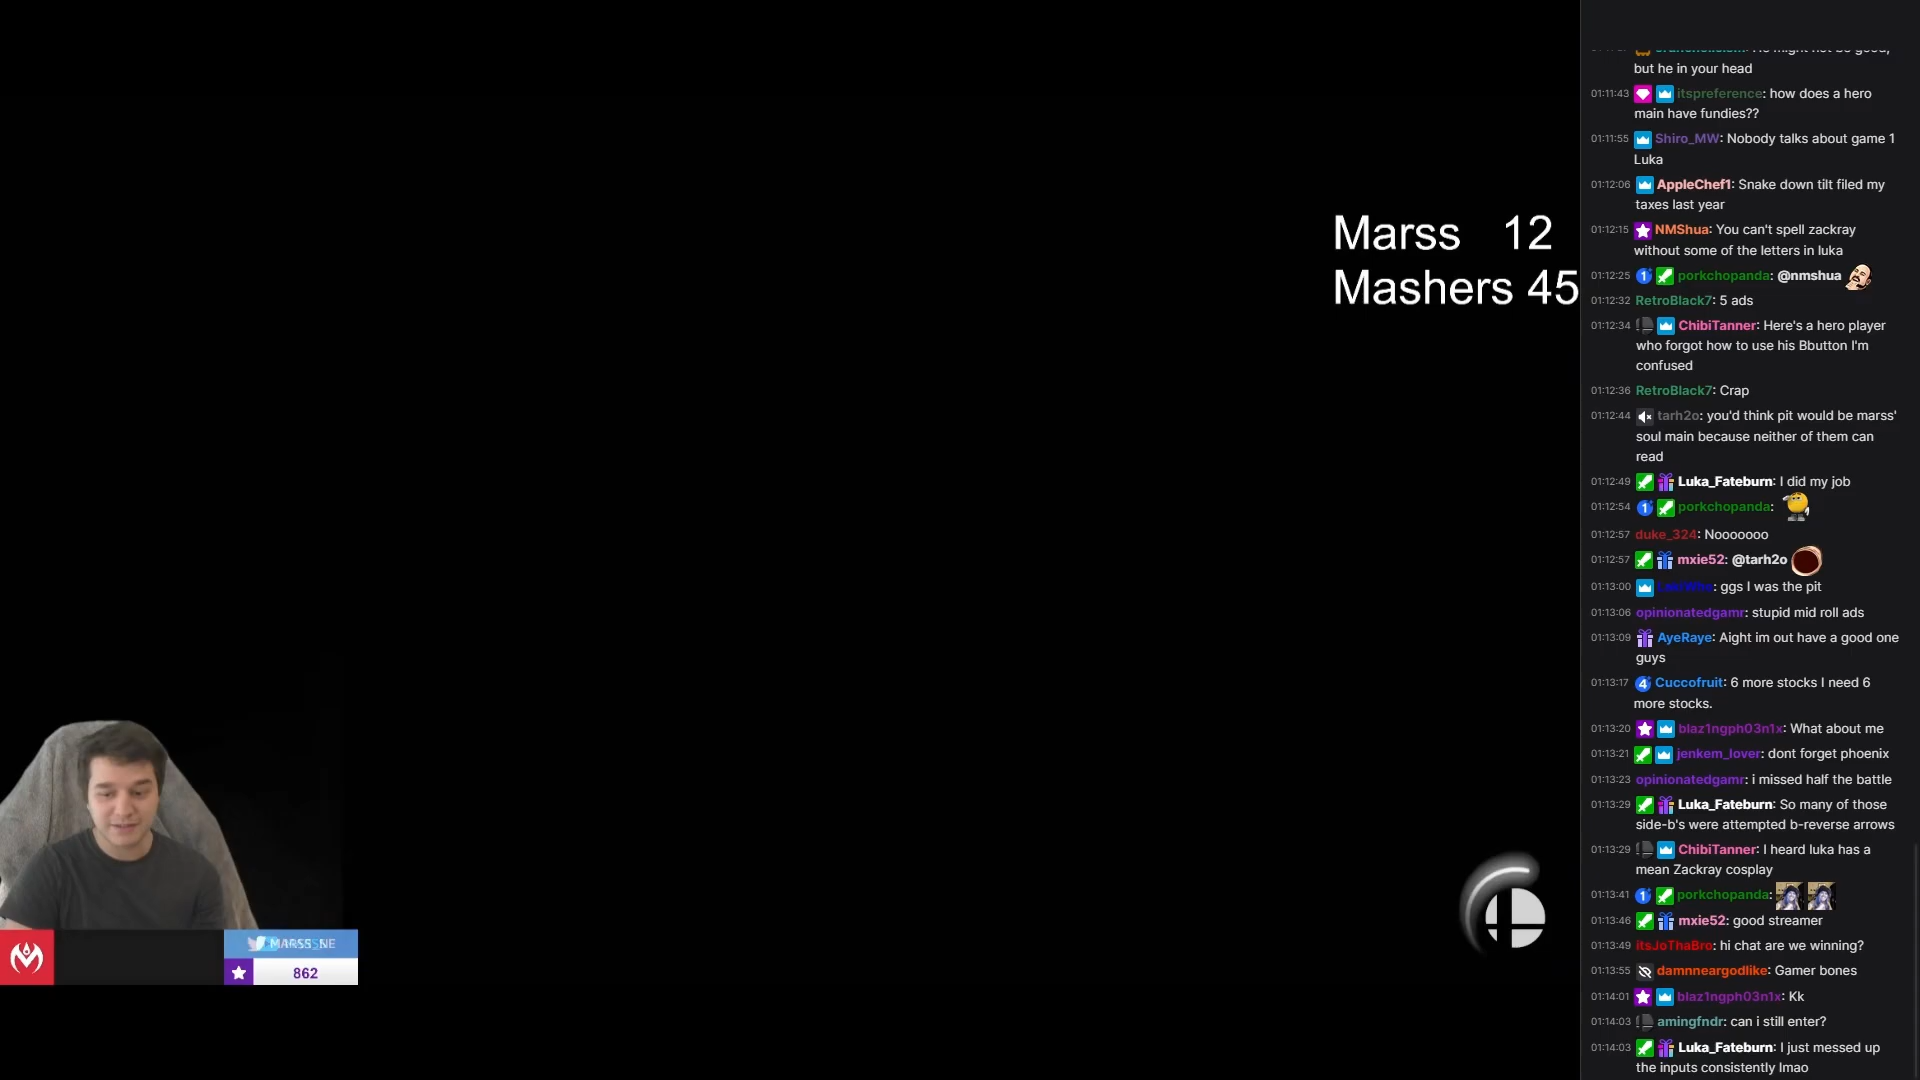 Marss 12
Mashers 45
MARSS_NE
862
but he in your head
01:11:43 itspreference: how does a hero
main have fundies??
01:11:55 Shiro_MW: Nobody talks about game 1
Luka
01:12:06 AppleChef1: Snake down tilt filed my
taxes last year
01:12:15 NMShua: You can't spell zackray
without some of the letters in luka
01:12:25 1 porkchopanda: @nmshua
01:12:32 RetroBlack7: 5 ads
01:12:34 ChibiTanner: Here's a hero player
who forgot how to use his Bbutton I'm
confused
01:12:36 RetroBlack7: Crap
01:12:44 tarh2o: you'd think pit would be marss'
soul main because neither of them can
read
01:12:49 Luka_Fateburn: I did my job
01:12:54 1 porkchopanda:
01:12:57 duke_324: Nooooooo
01:12:57 mxie52: @tarh2o
01:13:00 : ggs I was the pit
01:13:06 opinionatedgamr: stupid mid roll ads
01:13:09 AyeRaye: Aight im out have a good one
guys
01:13:17 4 Cuccofruit: 6 more stocks I need 6
more stocks.
01:13:20 blaz1ngph03n1x: What about me
01:13:21 jenkem_lover: dont forget phoenix
01:13:23 opinionatedgamr: i missed half the battle
01:13:29 Luka_Fateburn: So many of those
side-b's were attempted b-reverse arrows
01:13:29 ChibiTanner: I heard luka has a
mean Zackray cosplay
01:13:41 1 porkchopanda:
01:13:46 mxie52: good streamer
01:13:49 itsJoThaBro: hi chat are we winning?
01:13:55 damnneargodlike: Gamer bones
01:14:01 blaz1ngph03n1x: Kk
01:14:03 amingfndr: can i still enter?
01:14:03 Luka_Fateburn: I just messed up
the inputs consistently lmao